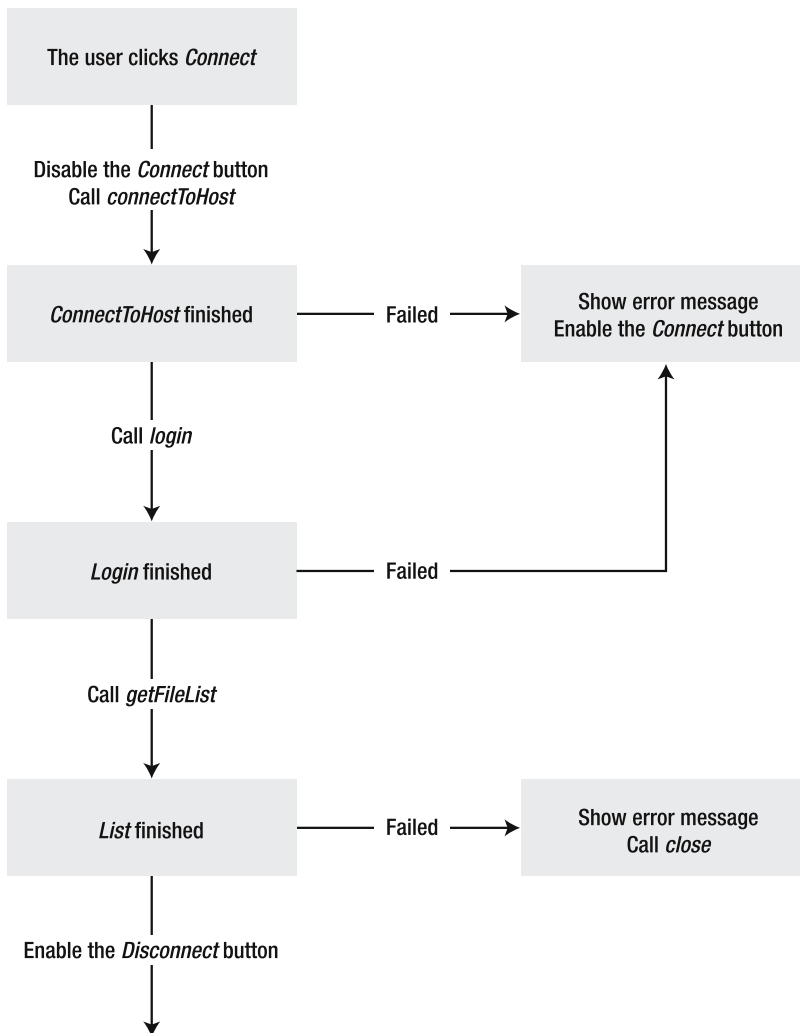 The user clicks Connect
Disable the Connect button
Call connectToHost
ConnectToHost finished
Failed
Show error message
Enable the Connect button
Call login
Login finished
Failed
Call getFileList
List finished
Failed
Show error message
Call close
Enable the Disconnect button